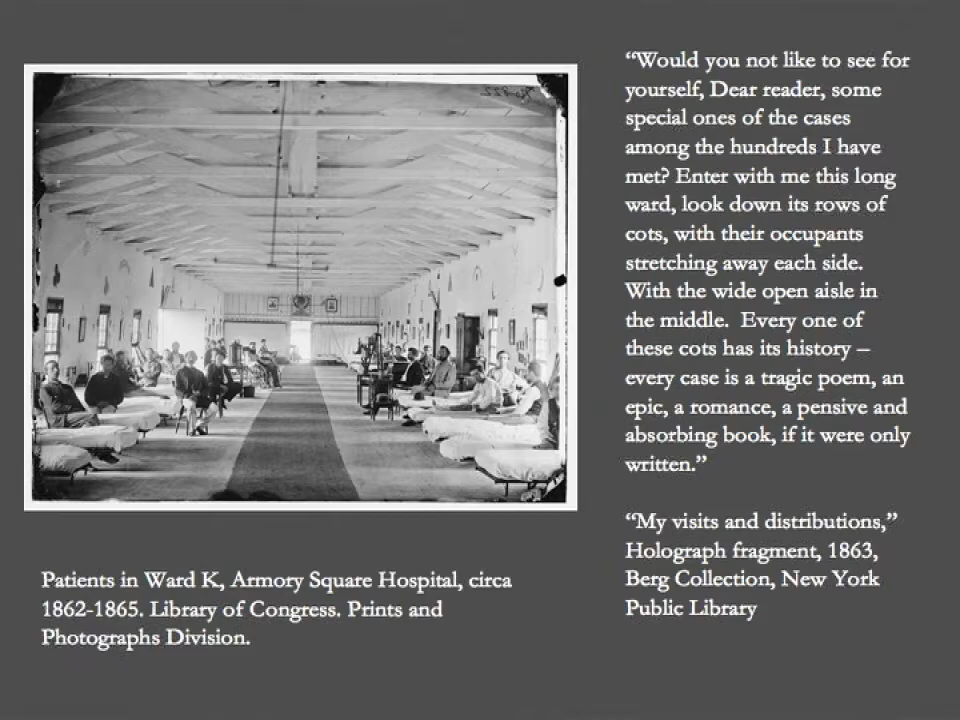 “Would you not like to see for
yourself, Dear reader, some
special ones of the cases
among the hundreds I have
met? Enter with me this long
ward, look down its rows of
cots, with their occupants
stretching away each side.
With the wide open aisle in
the middle.  Every one of
these cots has its history –
every case is a tragic poem, an
epic, a romance, a pensive and
absorbing book, if it were only
written.”
“My visits and distributions,”
Holograph fragment, 1863,
Berg Collection, New York
Public Library
Patients in Ward K, Armory Square Hospital, circa
1862-1865. Library of Congress. Prints and
Photographs Division.